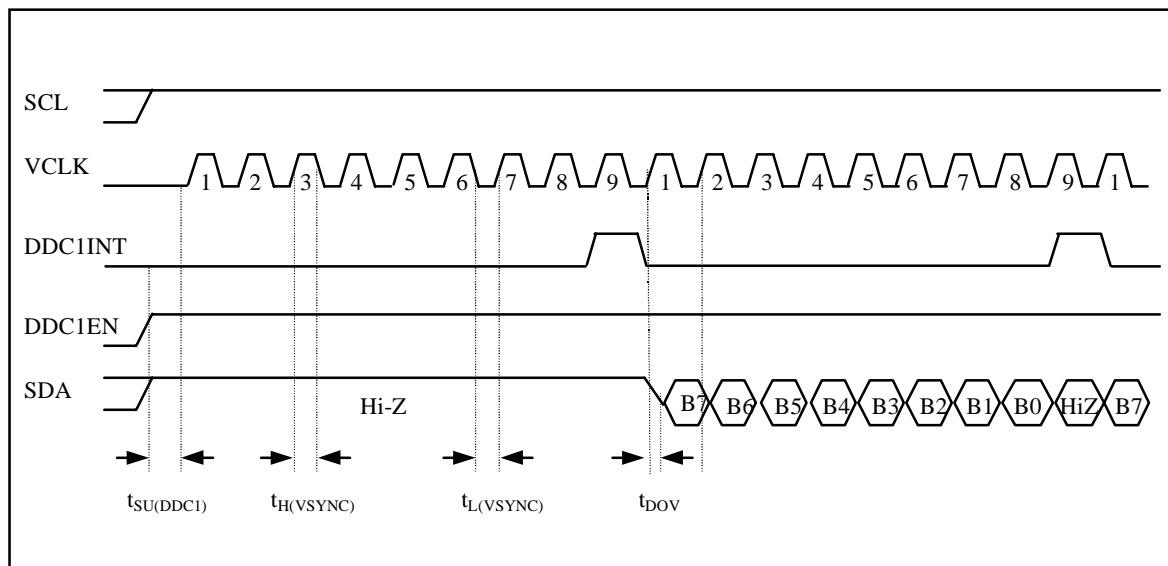 SCL
VCLK
1 2 3 4 5 6 7 8 9 1 2 3 4 5 6 7 8 9 1
DDC1INT
DDC1EN
SDA
Hi-Z
B7 B6 B5 B4 B3 B2 B1 B0 HiZ B7
tSU(DDC1) tH(VSYNC) tL(VSYNC) tDOV